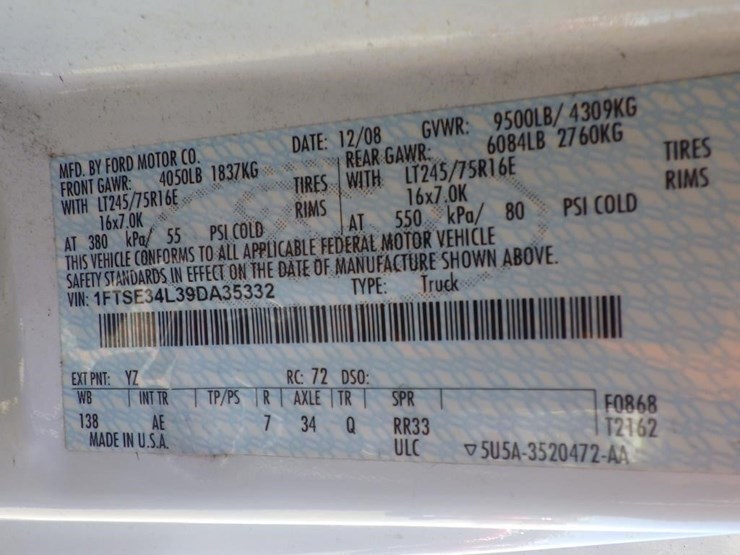 MFD. BY FORD MOTOR CO. DATE: 12/08 GVWR: 9500LB/ 4309KG
FRONT GAWR: 4050LB 1837KG REAR GAWR: 6084LB 2760KG
WITH LT245/75R16E TIRES WITH LT245/75R16E TIRES
16x7.0K RIMS 16x7.0K RIMS
AT 380 kPa/ 55 PSI COLD AT 550 kPa/ 80 PSI COLD
THIS VEHICLE CONFORMS TO ALL APPLICABLE FEDERAL MOTOR VEHICLE
SAFETY STANDARDS IN EFFECT ON THE DATE OF MANUFACTURE SHOWN ABOVE.
VIN: 1FTSE34L39DA35332 TYPE: Truck
EXT PNT: YZ RC: 72 DSO:
WB INT TR TP/PS R AXLE TR SPR F0868
138 AE 7 34 Q RR33 T2162
MADE IN U.S.A. ULC ▽5U5A-3520472-AA